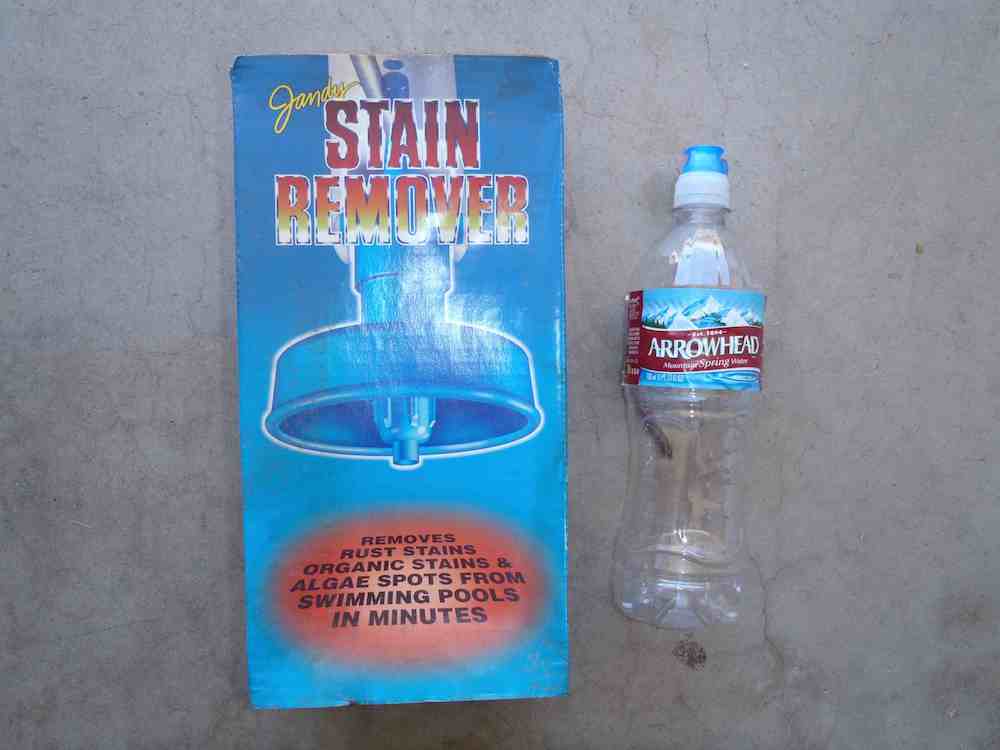 Jandy
STAIN
REMOVER
REMOVES
RUST STAINS
ORGANIC STAINS &
ALGAE SPOTS FROM
SWIMMING POOLS
IN MINUTES
EST. 1894
ARROWHEAD
Mountain Spring Water